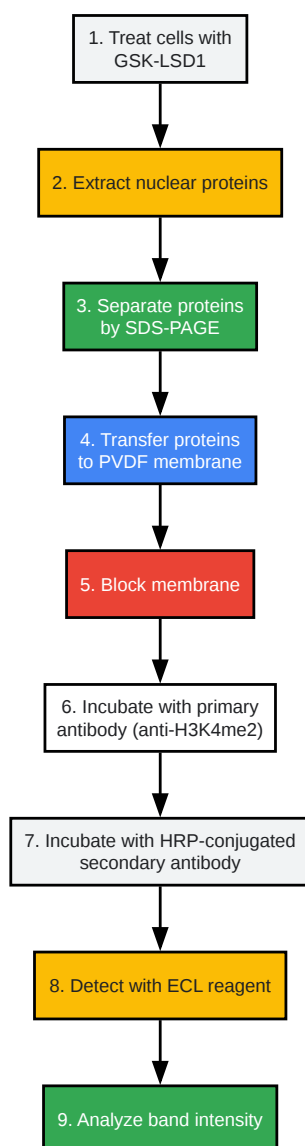 1. Treat cells with
GSK-LSD1
2. Extract nuclear proteins
3. Separate proteins
by SDS-PAGE
4. Transfer proteins
to PVDF membrane
5. Block membrane
6. Incubate with primary
antibody (anti-H3K4me2)
7. Incubate with HRP-conjugated
secondary antibody
8. Detect with ECL reagent
9. Analyze band intensity